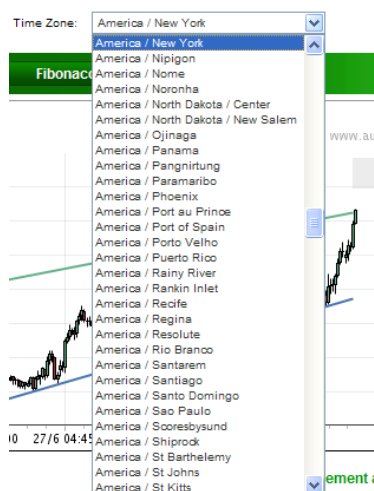 Time Zone: America / New York
America / New York
America / Nipigon
America / Nome
America / Noronha
America / North Dakota / Center
America / North Dakota / New Salem
America / Ojinaga
America / Panama
America / Pangnirtung
America / Paramaribo
America / Phoenix
America / Port au Prince
America / Port of Spain
America / Porto Velho
America / Puerto Rico
America / Rainy River
America / Rankin Inlet
America / Recife
America / Regina
America / Resolute
America / Rio Branco
America / Santarem
America / Santiago
America / Santo Domingo
America / Sao Paulo
America / Scoresbysund
America / Shiprock
America / St Barthelemy
America / St Johns
America / St Kitts
Fibonacc
www.au
00 27/6 04:45
ement a